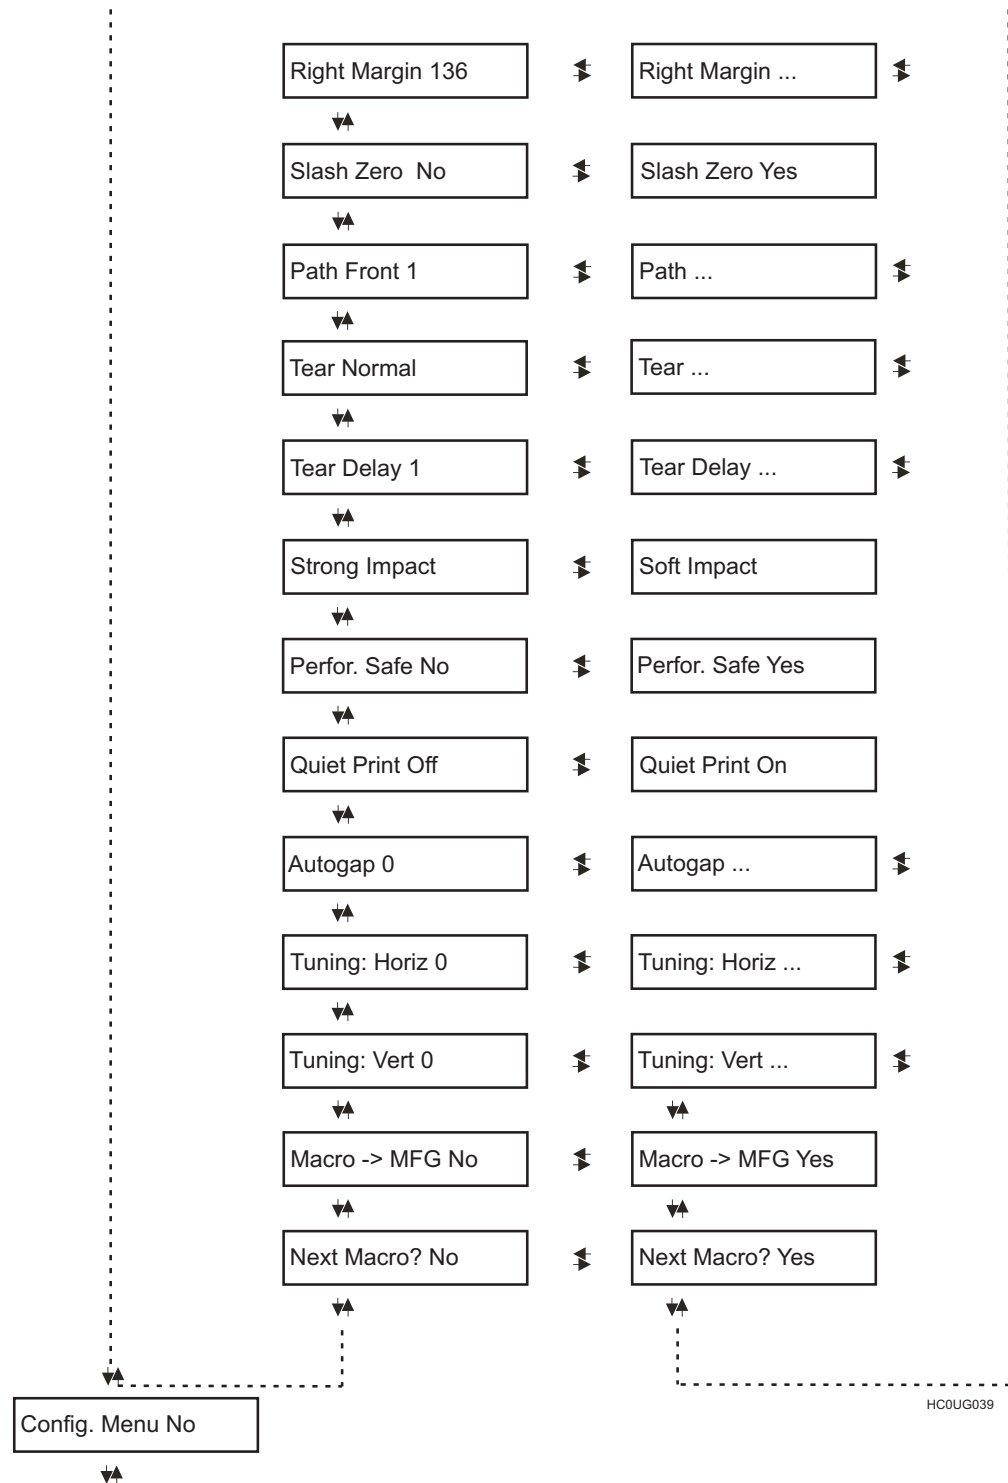 Right Margin 136
Right Margin ...
Slash Zero  No
Slash Zero Yes
Path Front 1
Path ...
Tear Normal
Tear ...
Tear Delay 1
Tear Delay ...
Strong Impact
Soft Impact
Perfor. Safe No
Perfor. Safe Yes
Quiet Print Off
Quiet Print On
Autogap 0
Autogap ...
Tuning: Horiz 0
Tuning: Horiz ...
Tuning: Vert 0
Tuning: Vert ...
Macro -> MFG No
Macro -> MFG Yes
Next Macro? No
Next Macro? Yes
HC0UG039
Config. Menu No